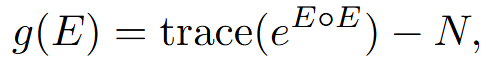 g(E) = trace(e^{E∘E}) − N,